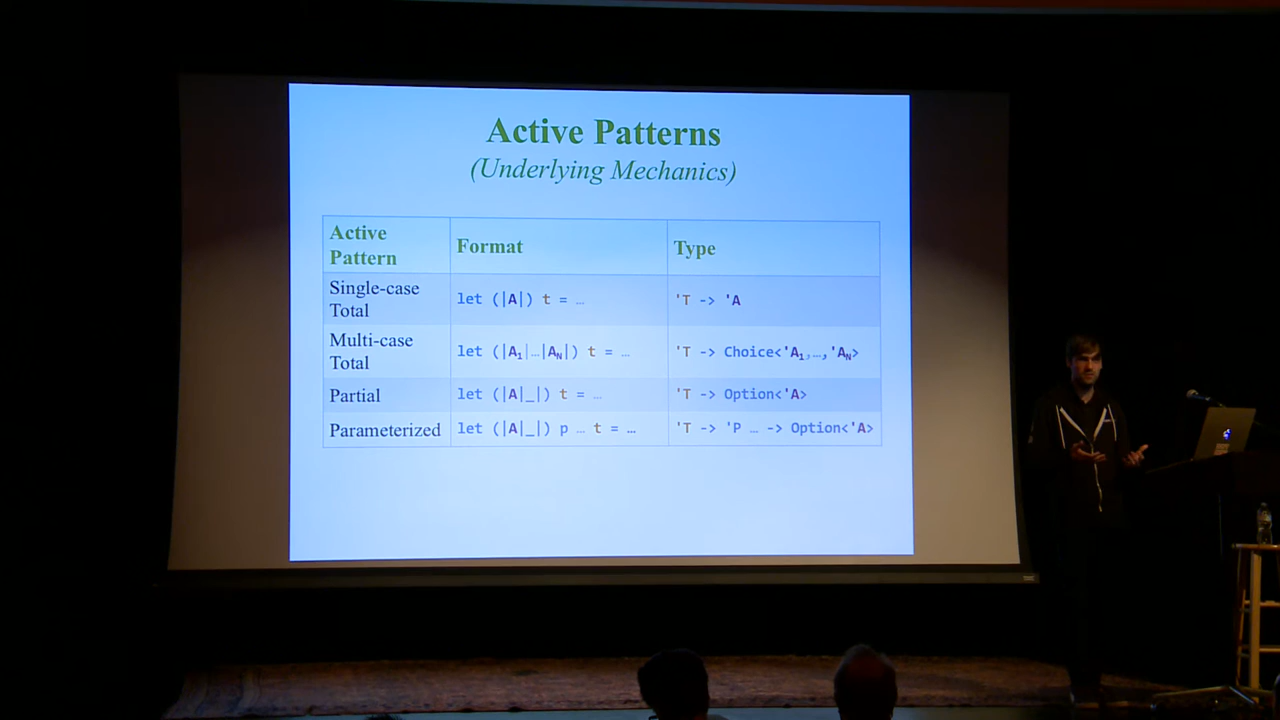 Active Patterns
(Underlying Mechanics)
Active Pattern Format Type
Single-case Total let (|A|) t = … 'T -> 'A
Multi-case Total let (|A₁|…|Aₙ|) t = … 'T -> Choice<'A₁,…,'Aₙ>
Partial let (|A|_|) t = … 'T -> Option<'A>
Parameterized let (|A|_|) p … t = … 'T -> 'P … -> Option<'A>